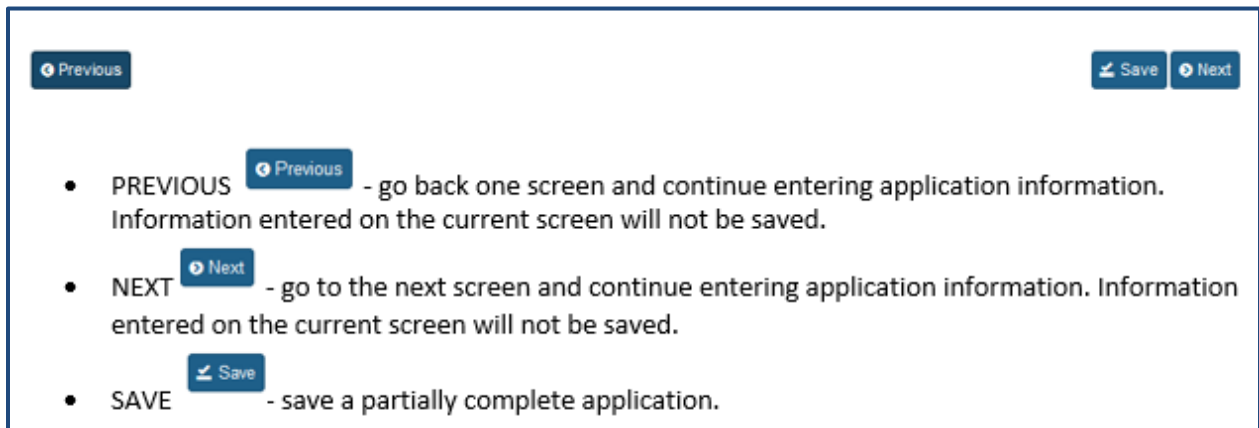 Previous Save Next
• PREVIOUS Previous - go back one screen and continue entering application information.
Information entered on the current screen will not be saved.
• NEXT Next - go to the next screen and continue entering application information. Information
entered on the current screen will not be saved.
• SAVE Save - save a partially complete application.